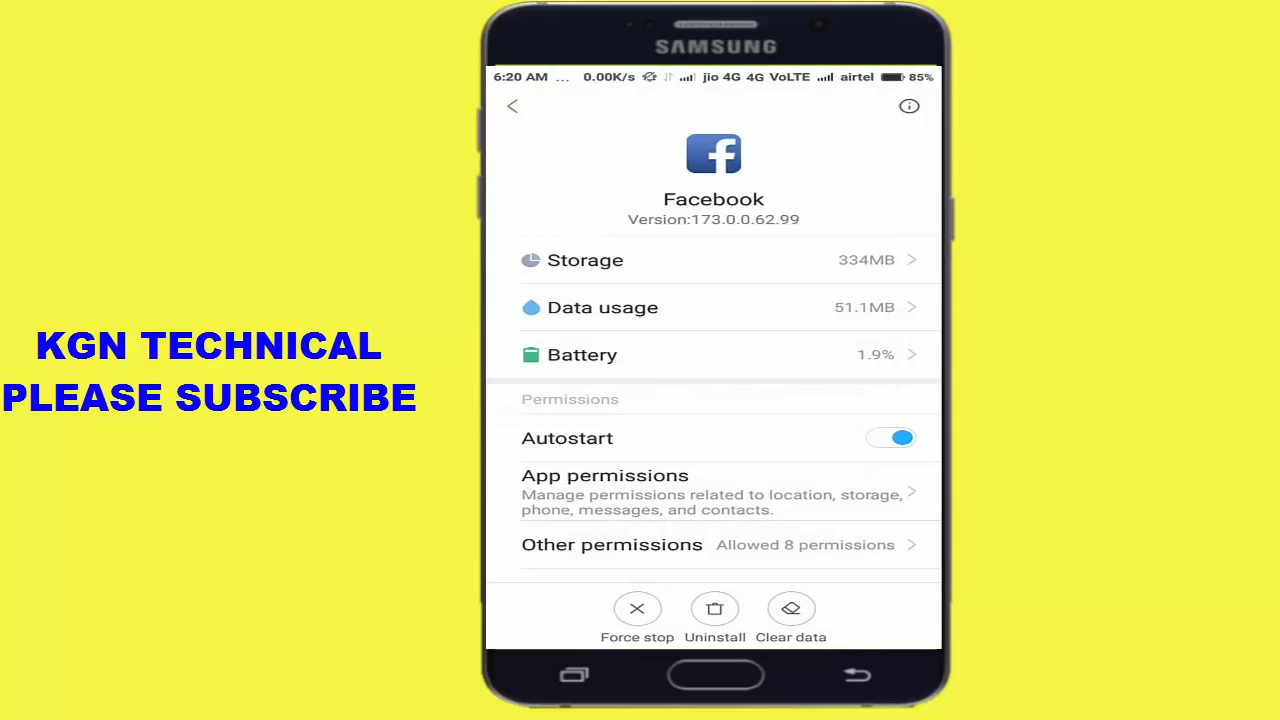 SAMSUNG
6:20 AM ... 0.00K/s jio 4G 4G VoLTE airtel 85%
Facebook
Version:173.0.0.62.99
Storage 334MB
Data usage 51.1MB
Battery 1.9%
Permissions
Autostart
App permissions
Manage permissions related to location, storage,
phone, messages, and contacts.
Other permissions Allowed 8 permissions
Force stop Uninstall Clear data
KGN TECHNICAL
PLEASE SUBSCRIBE